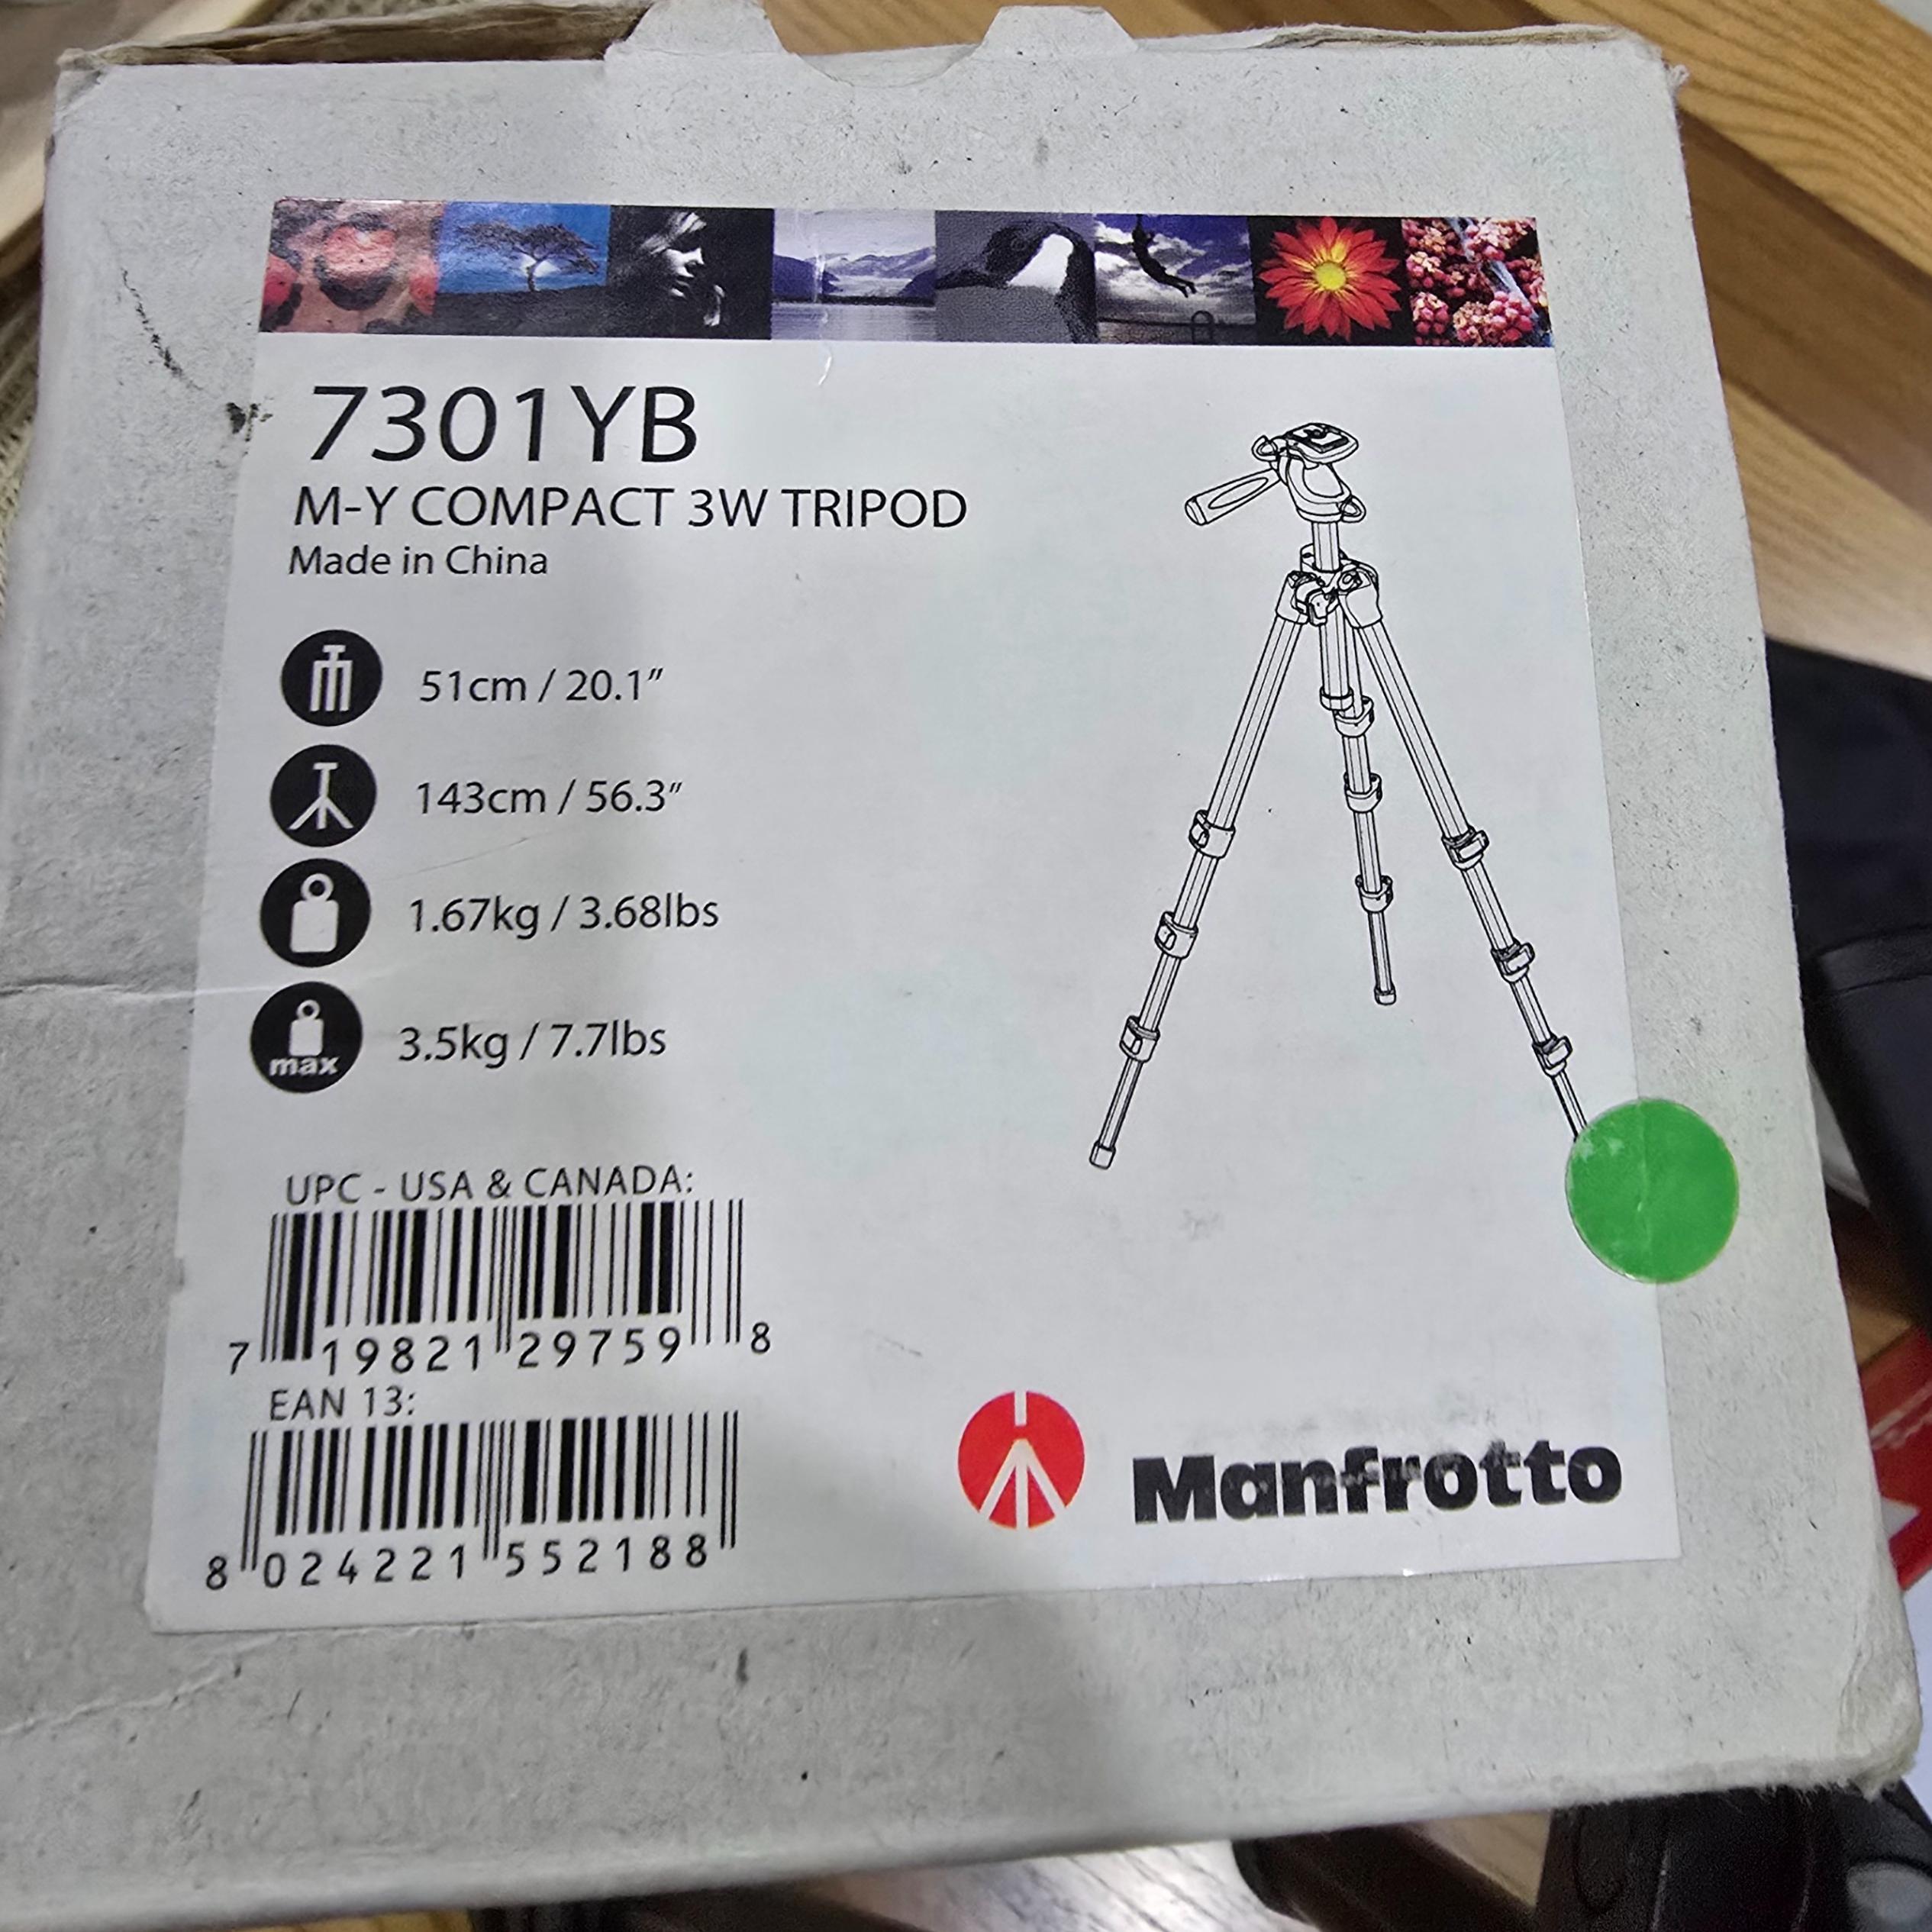 7301YB
M-Y COMPACT 3W TRIPOD
Made in China
51cm / 20.1"
143cm / 56.3"
1.67kg / 3.68lbs
max
3.5kg / 7.7lbs
UPC - USA & CANADA:
7 19821 29759 8
EAN 13:
8 024221 552188
Manfrotto